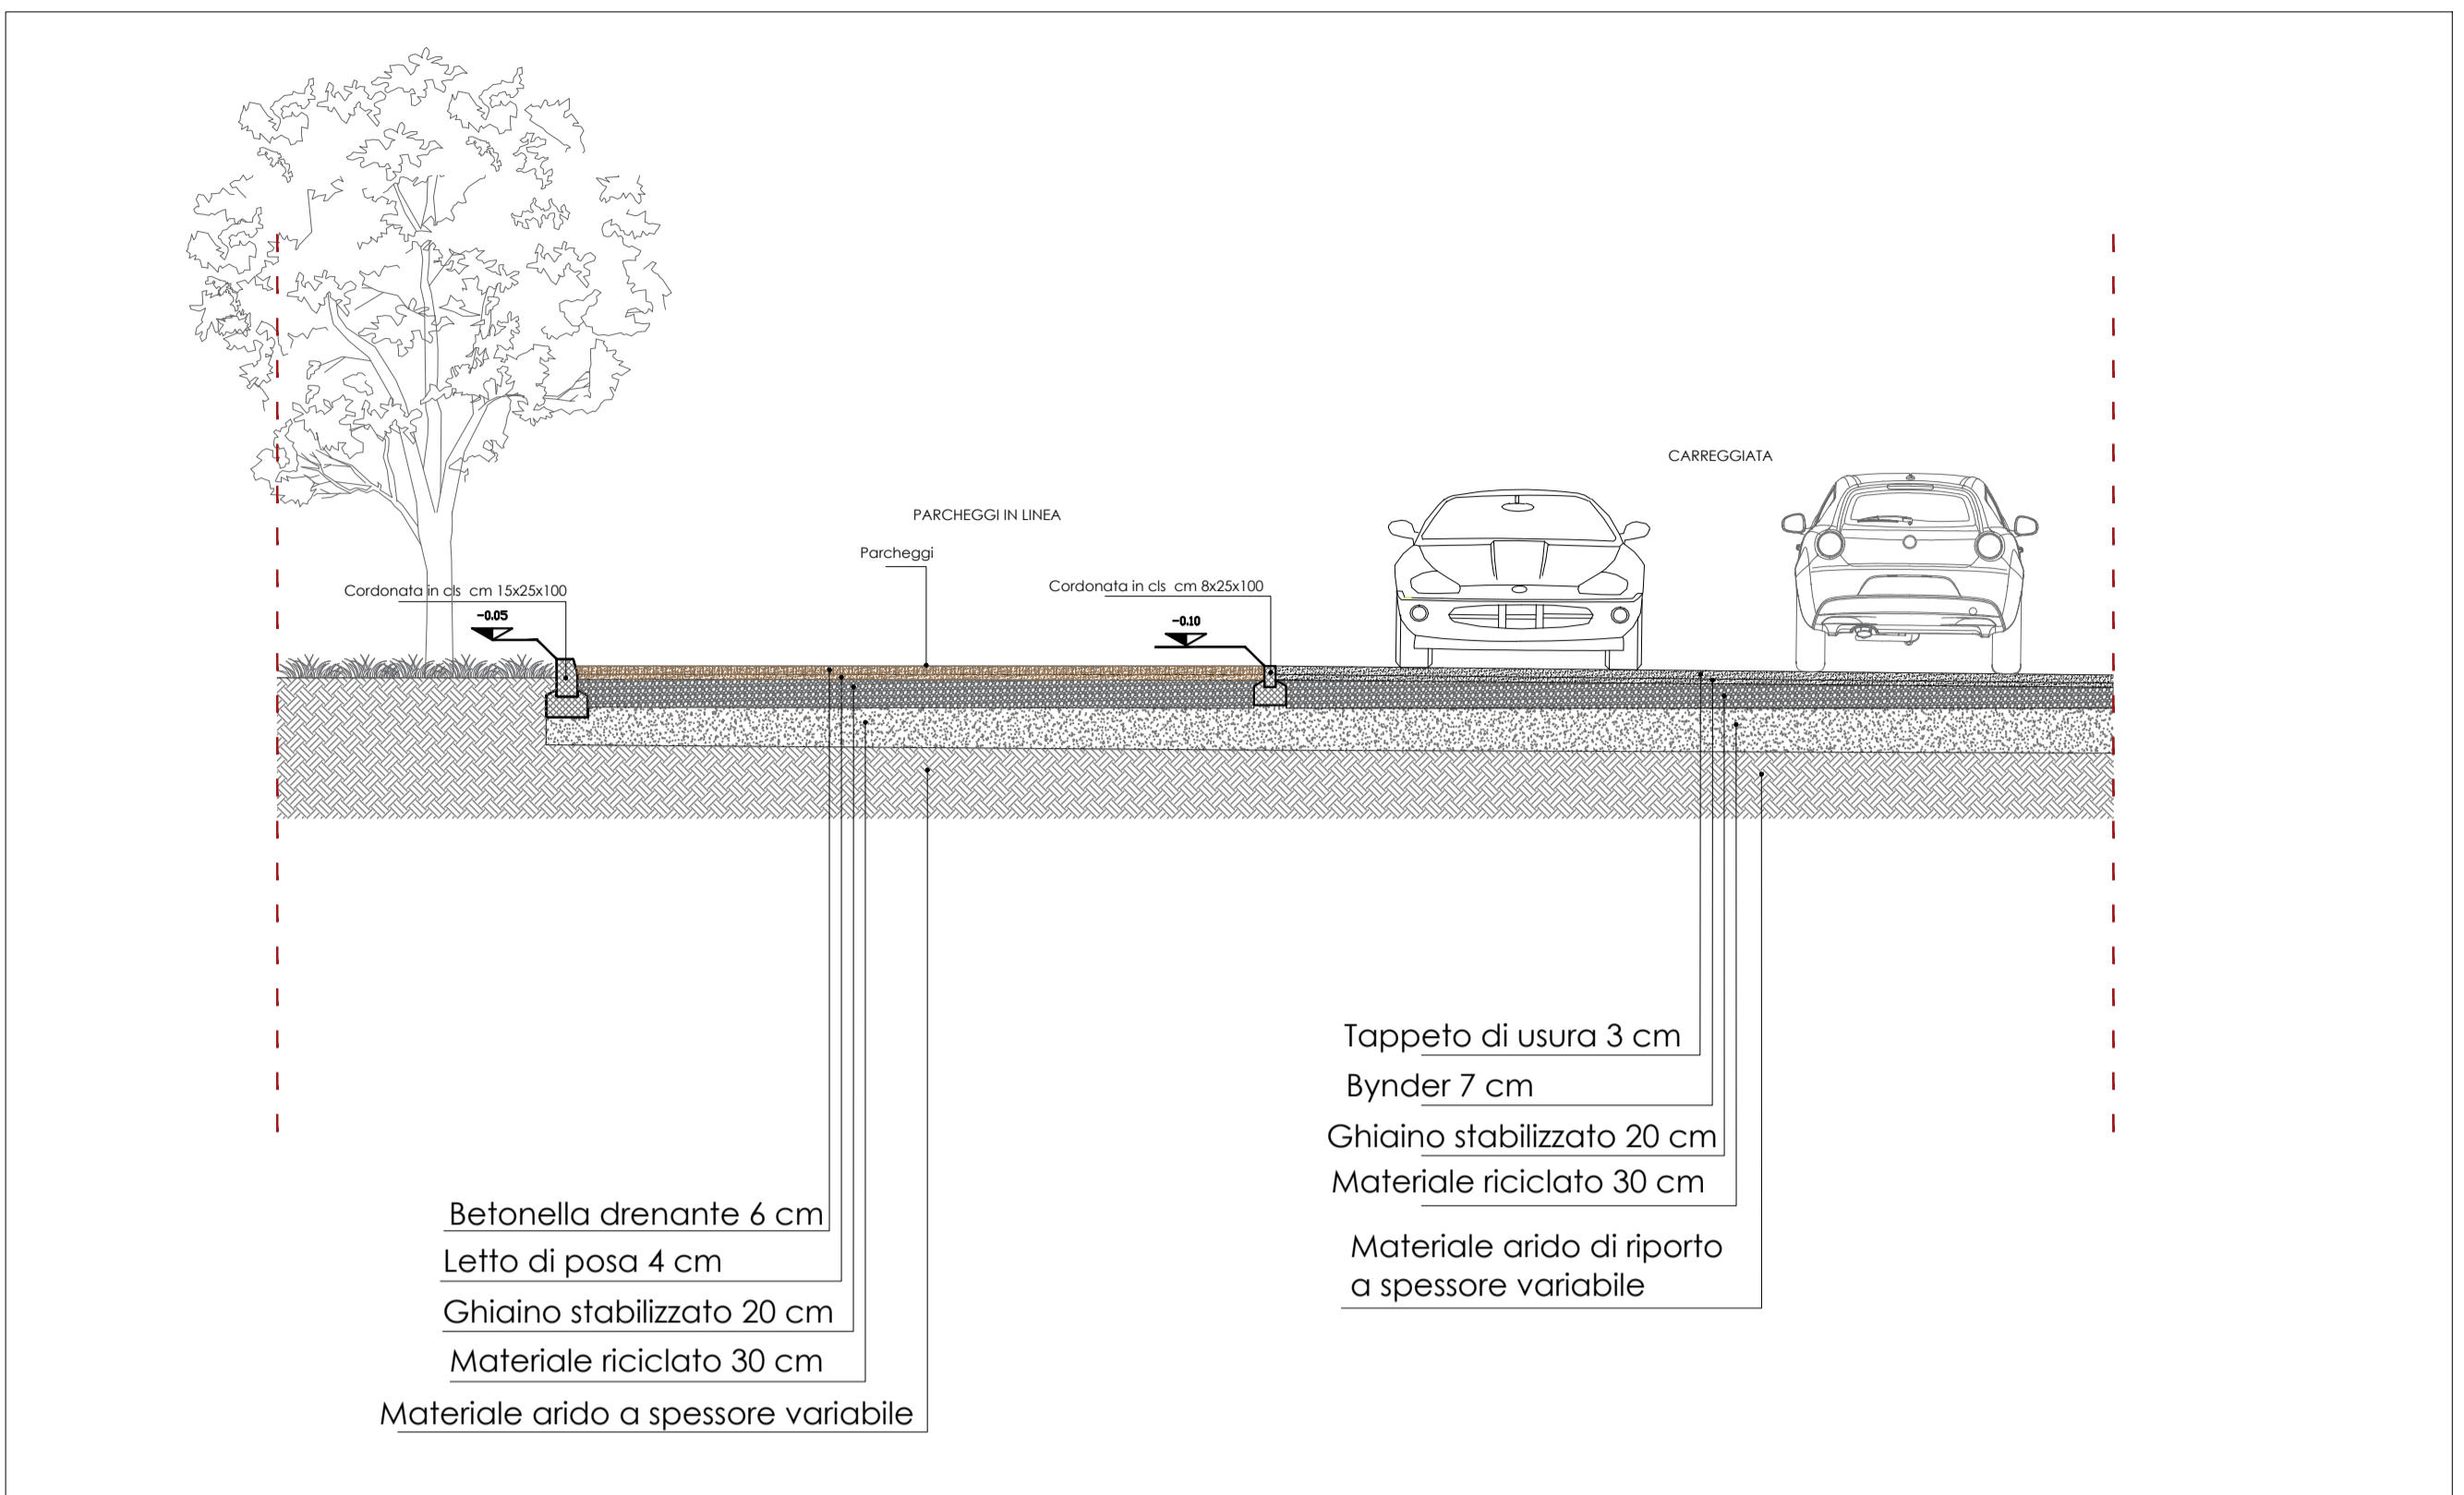 CARREGGIATA
PARCHEGGI IN LINEA
Parcheggi
Cordonata in cls cm 15x25x100
Cordonata in cls cm 8x25x100
-0.05
-0.10
Tappeto di usura 3 cm
Bynder 7 cm
Ghiaino stabilizzato 20 cm
Materiale riciclato 30 cm
Materiale arido di riporto
a spessore variabile
Betonella drenante 6 cm
Letto di posa 4 cm
Ghiaino stabilizzato 20 cm
Materiale riciclato 30 cm
Materiale arido a spessore variabile